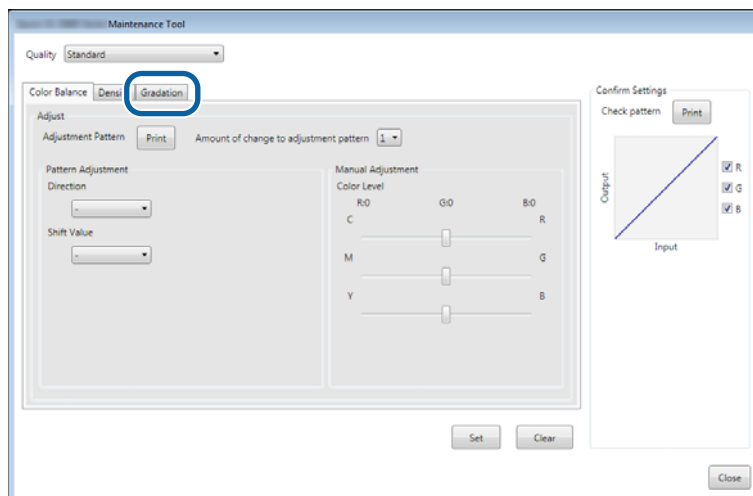 Maintenance Tool
Quality Standard
Color Balance Densi Gradation
Adjust
Adjustment Pattern Print Amount of change to adjustment pattern 1
Pattern Adjustment
Direction
-
Shift Value
-
Manual Adjustment
Color Level
R:0 G:0 B:0
C R
M G
Y B
Set Clear
Confirm Settings
Check pattern Print
Output
Input
R
G
B
Close